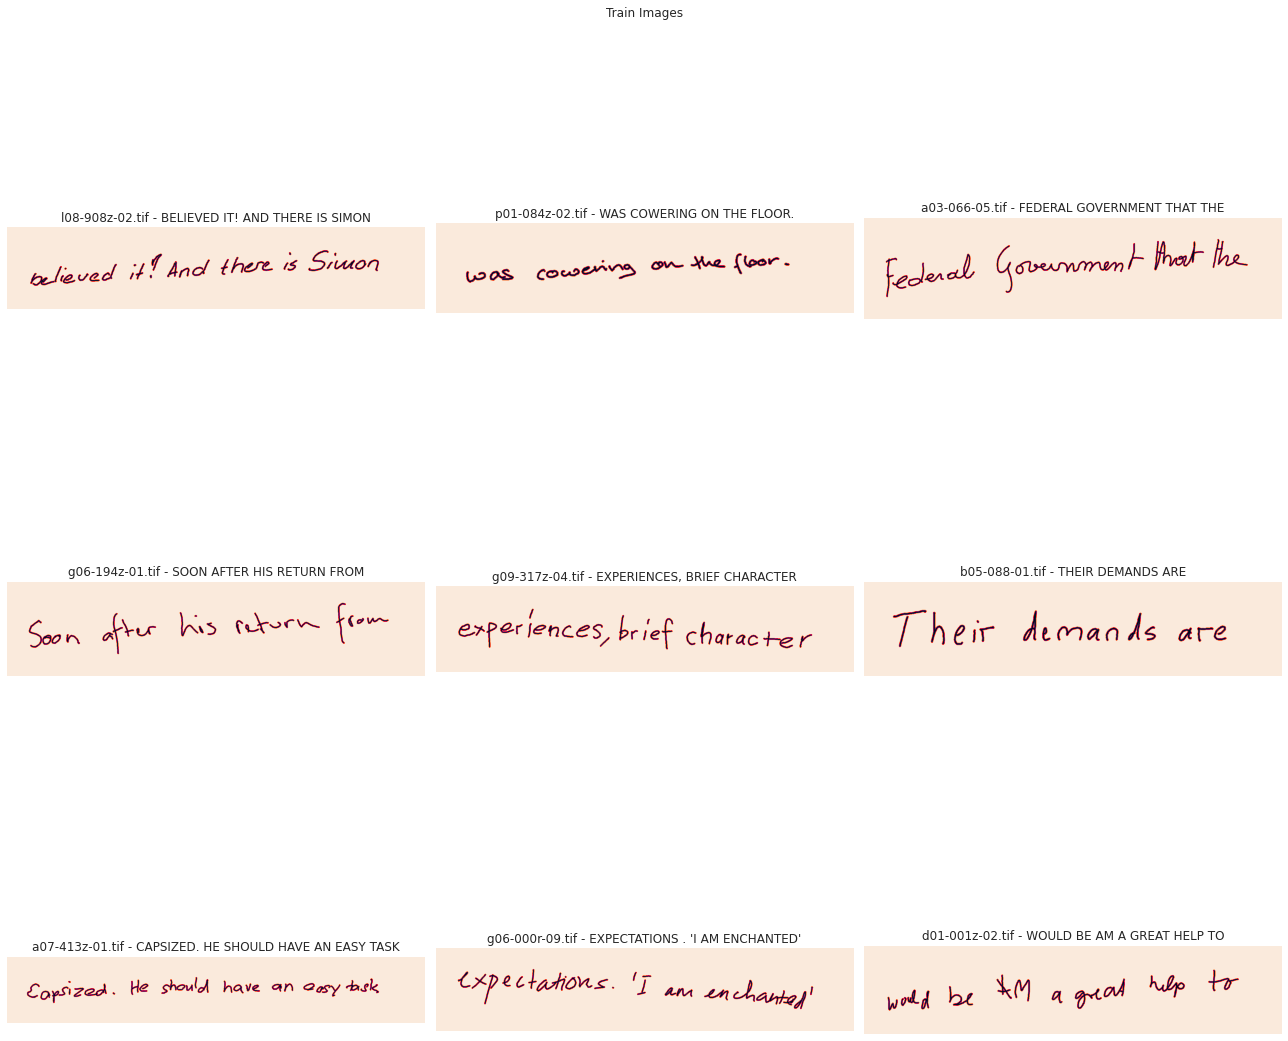 Train Images
l08-908z-02.tif - BELIEVED IT! AND THERE IS SIMON
believed it! And there is Simon
p01-084z-02.tif - WAS COWERING ON THE FLOOR.
was cowering on the floor.
a03-066-05.tif - FEDERAL GOVERNMENT THAT THE
Federal Government that the
g06-194z-01.tif - SOON AFTER HIS RETURN FROM
Soon after his return from
g09-317z-04.tif - EXPERIENCES, BRIEF CHARACTER
experiences, brief character
b05-088-01.tif - THEIR DEMANDS ARE
Their demands are
a07-413z-01.tif - CAPSIZED. HE SHOULD HAVE AN EASY TASK
Capsized. He should have an easy task
g06-000r-09.tif - EXPECTATIONS . 'I AM ENCHANTED'
expectations. 'I am enchanted'
d01-001z-02.tif - WOULD BE AM A GREAT HELP TO
would be AM a great help to